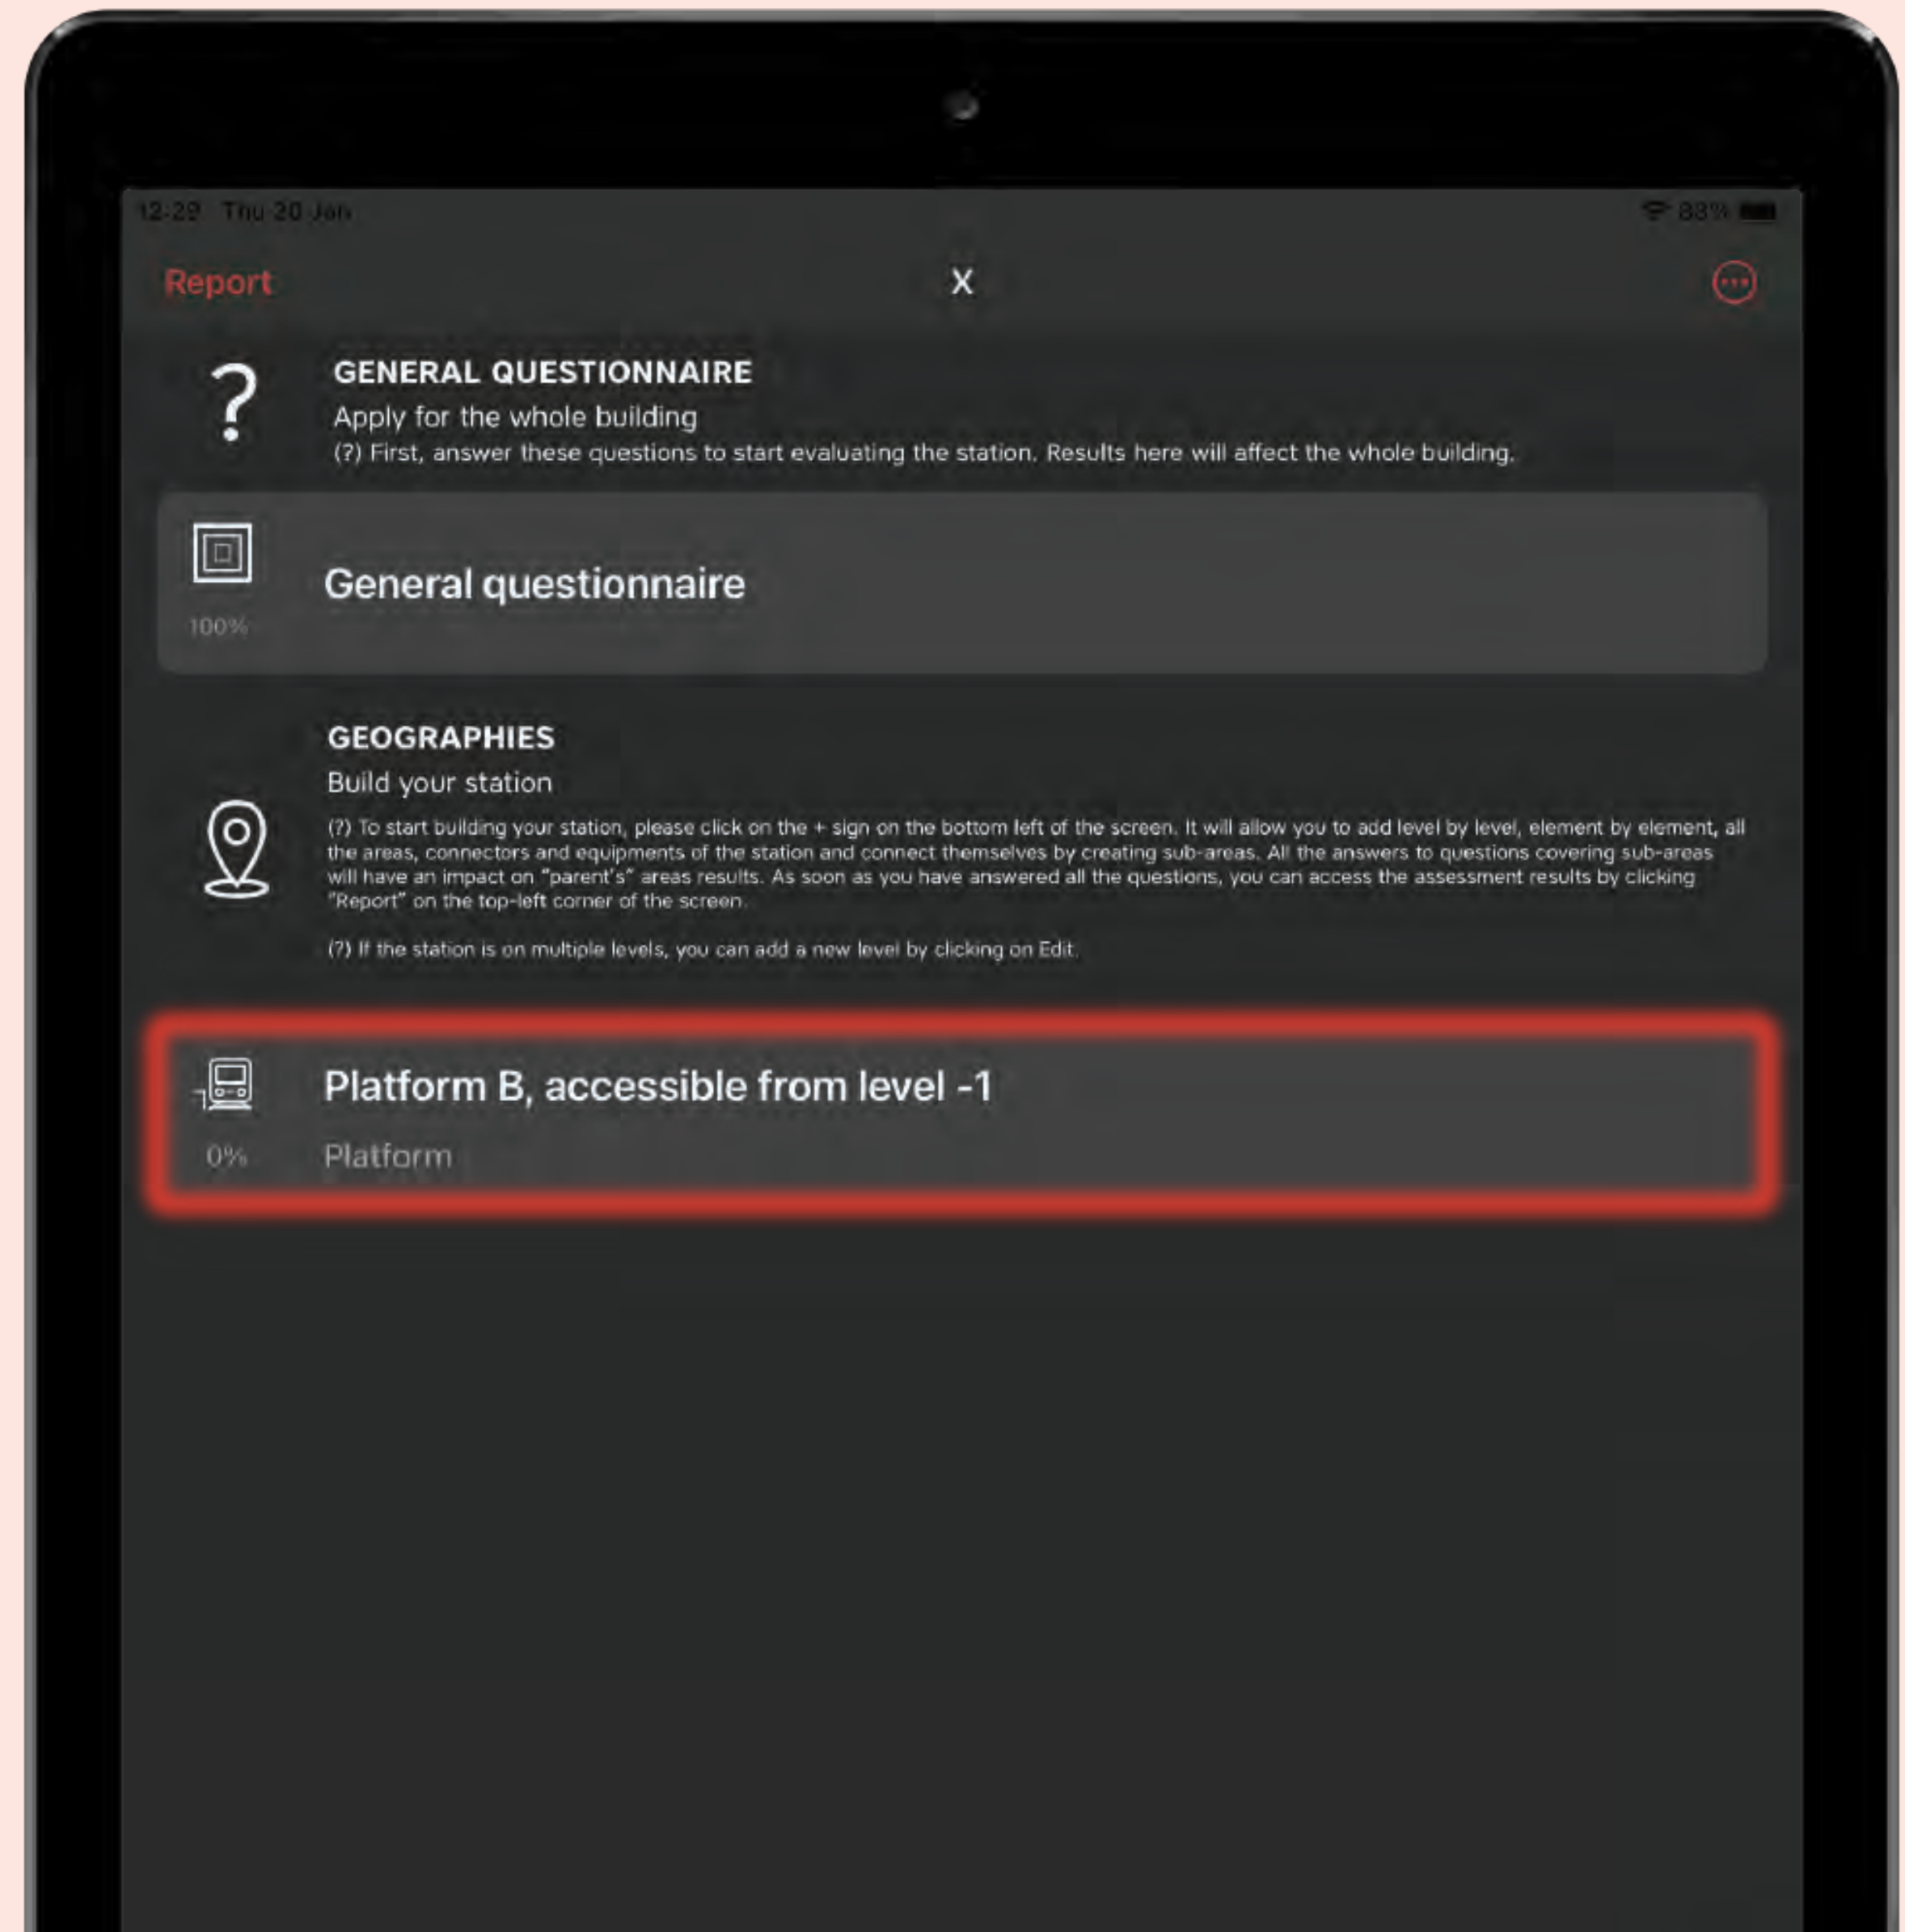 12:29 Thu 20 Jan
83%
Report
X
GENERAL QUESTIONNAIRE
Apply for the whole building
(?) First, answer these questions to start evaluating the station. Results here will affect the whole building.
General questionnaire
100%
GEOGRAPHIES
Build your station
(?) To start building your station, please click on the + sign on the bottom left of the screen. It will allow you to add level by level, element by element, all
the areas, connectors and equipments of the station and connect themselves by creating sub-areas. All the answers to questions covering sub-areas
will have an impact on "parent's" areas results. As soon as you have answered all the questions, you can access the assessment results by clicking
"Report" on the top-left corner of the screen.
(?) If the station is on multiple levels, you can add a new level by clicking on Edit.
Platform B, accessible from level -1
0%
Platform